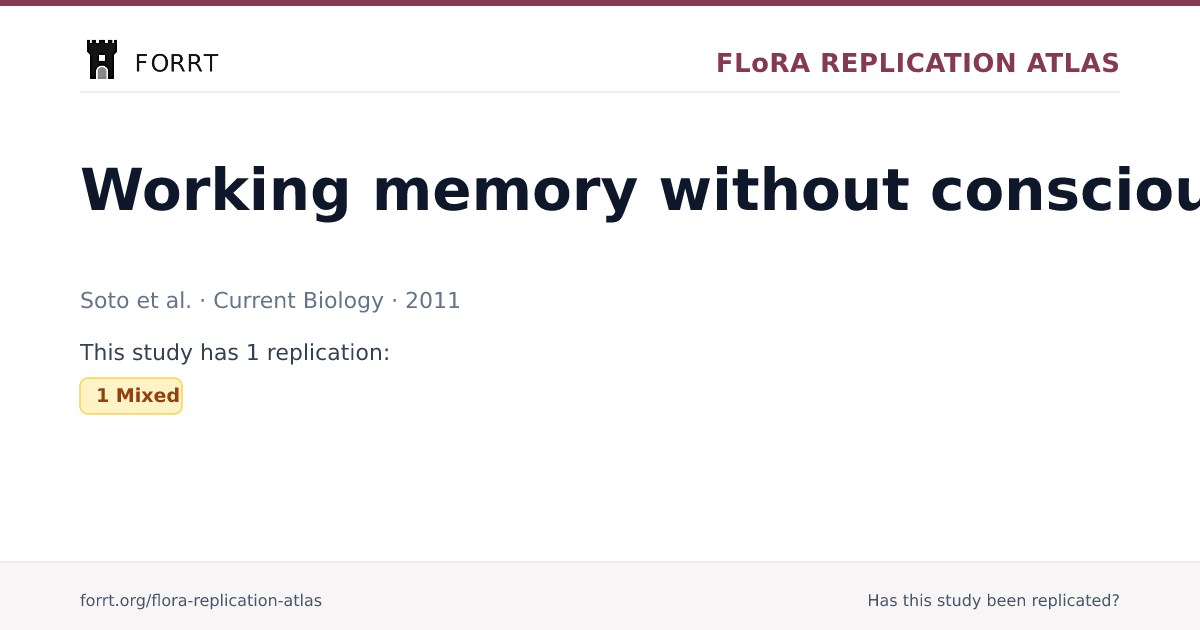 FORRT
FLoRA REPLICATION ATLAS
Working memory without
Soto et al. · Current Biology · 2011
This study has 1 replication:
1 Mixed
forrt.org/flora-replication-atlas
Has this study been replicated?